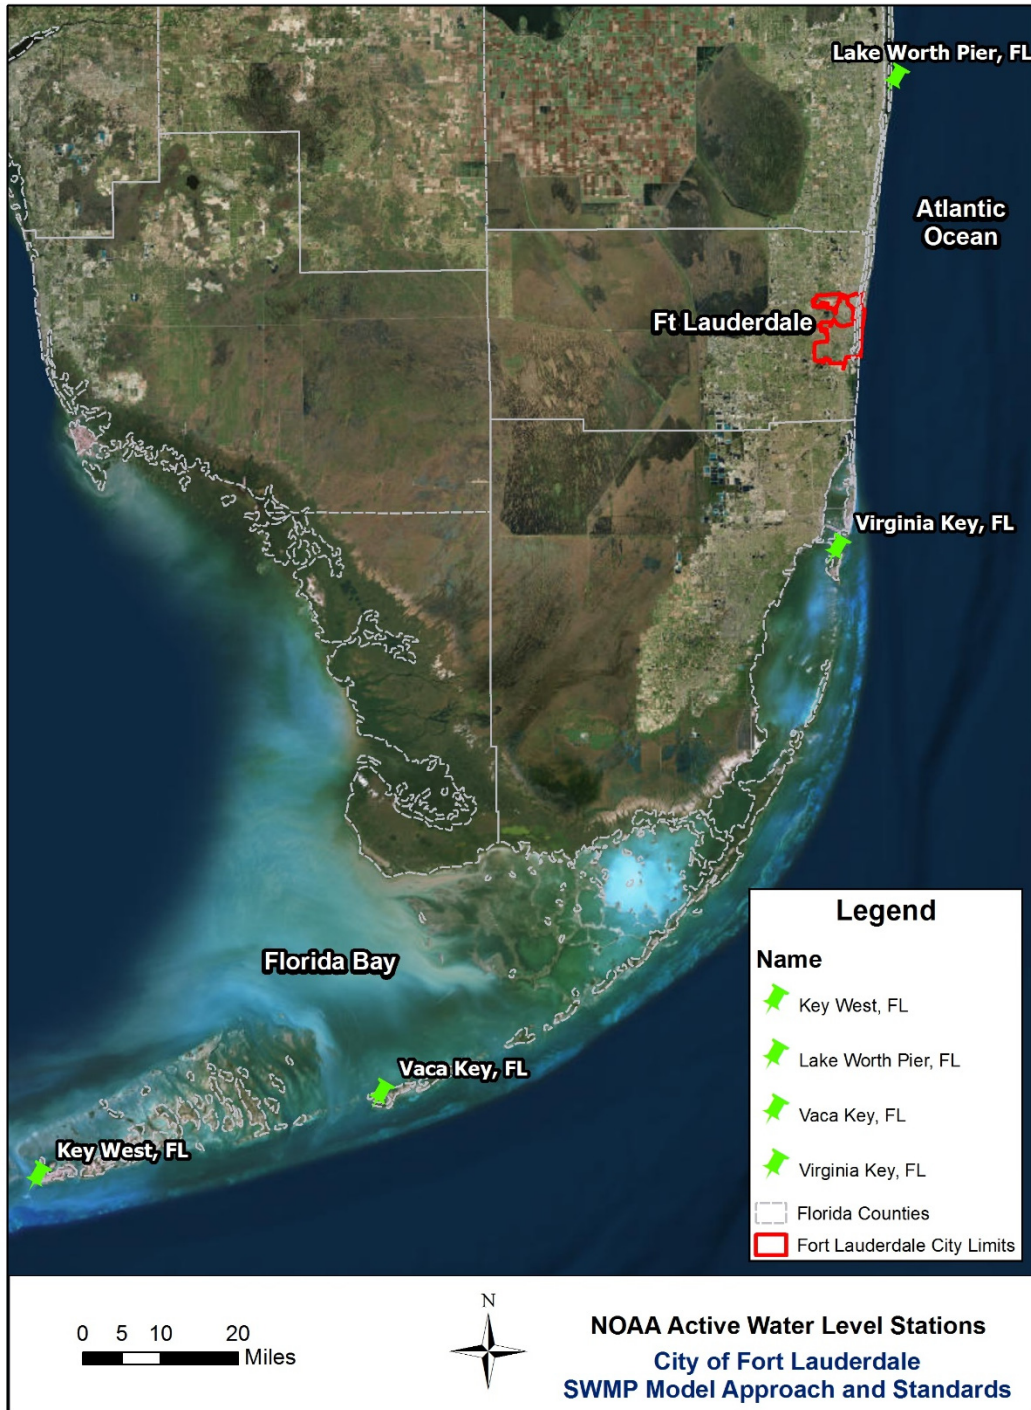 Lake Worth Pier, FL
Atlantic
Ocean
Ft Lauderdale
Virginia Key, FL
Florida Bay
Vaca Key, FL
Key West, FL
Legend
Name
Key West, FL
Lake Worth Pier, FL
Vaca Key, FL
Virginia Key, FL
Florida Counties
Fort Lauderdale City Limits
0 5 10 20
Miles
N
NOAA Active Water Level Stations
City of Fort Lauderdale
SWMP Model Approach and Standards